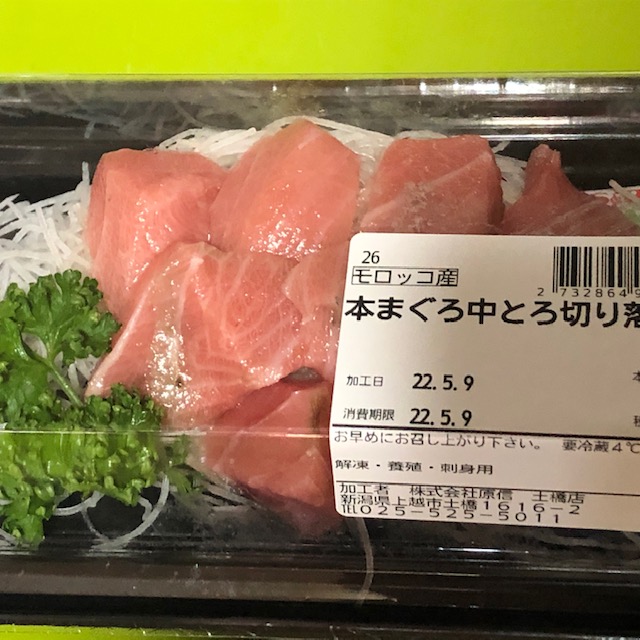 26
モロッコ産
2 732864 9
本まぐろ中とろ切り落
加工日 22.5.9
消費期限 22.5.9
お早めにお召し上がり下さい。 要冷蔵4℃
解凍・養殖・刺身用
加工者 株式会社原信 土橋店
新潟県上越市土橋1616-2
TEL025-525-5011